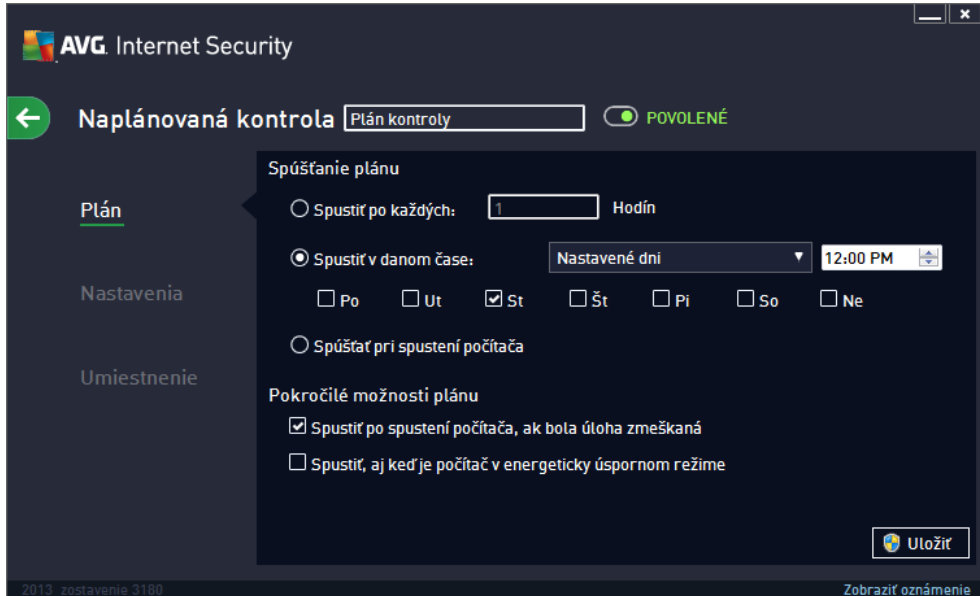 AVG. Internet Security
Naplánovaná kontrola Plán kontroly POVOLENÉ
Plán
Nastavenia
Umiestnenie
Spúšťanie plánu
Spustiť po každých: 1 Hodín
Spustiť v danom čase: Nastavené dni 12:00 PM
Po Ut St Št Pi So Ne
Spúšťať pri spustení počítača
Pokročilé možnosti plánu
Spustiť po spustení počítača, ak bola úloha zmeškaná
Spustiť, aj keď je počítač v energeticky úspornom režime
Uložiť
2013 zostavenie 3180 Zobraziť oznámenie